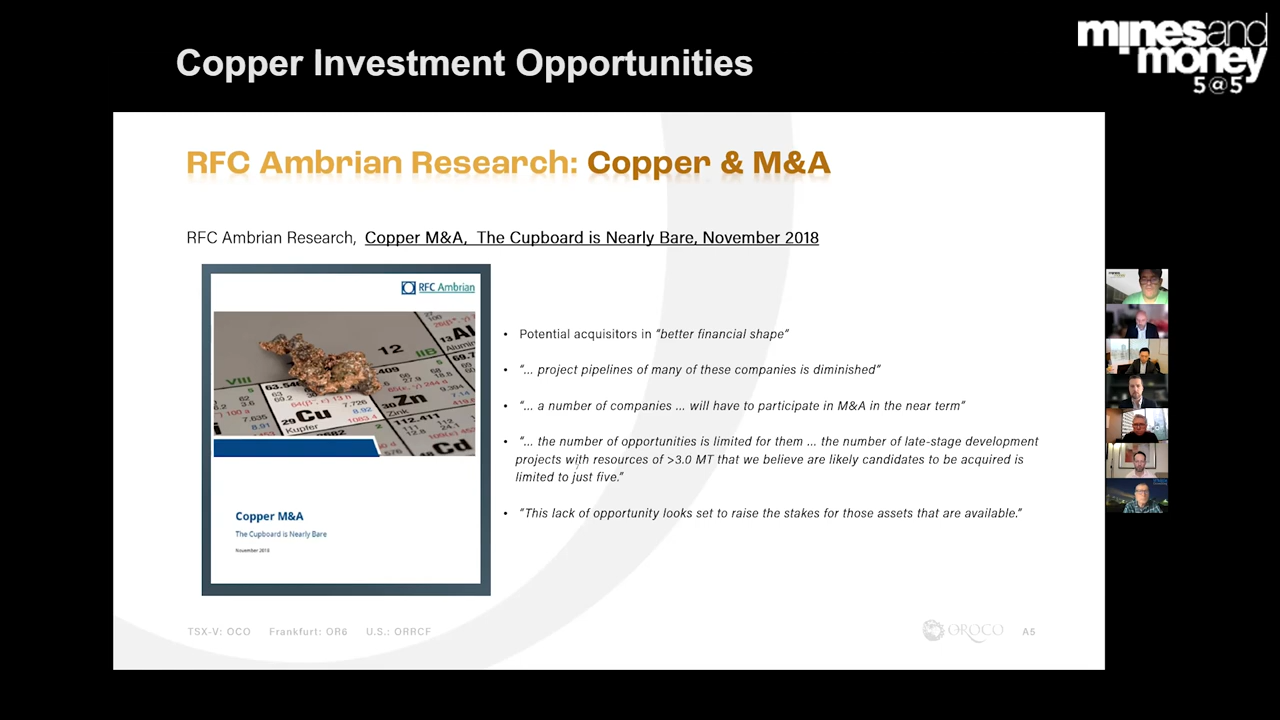 Copper Investment Opportunities
minesand
money
5@5
RFC Ambrian Research: Copper & M&A
RFC Ambrian Research, Copper M&A, The Cupboard is Nearly Bare, November 2018
RFC Ambrian
12
IIB
VIII
Cu
Kupfer
Zn
Zink
Cd
Copper M&A
The Cupboard is Nearly Bare
November 2018
• Potential acquisitors in “better financial shape”
• “... project pipelines of many of these companies is diminished”
• “... a number of companies ... will have to participate in M&A in the near term”
• “... the number of opportunities is limited for them ... the number of late-stage development
projects with resources of >3.0 MT that we believe are likely candidates to be acquired is
limited to just five.”
• “This lack of opportunity looks set to raise the stakes for those assets that are available.”
TSX-V: OCO Frankfurt: OR6 U.S.: ORRCF
OROCO
A5